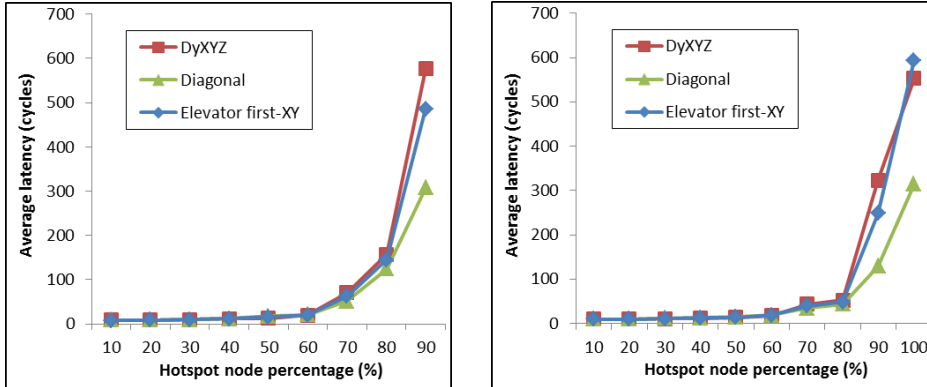 700
600
500
400
300
200
100
0
Average latency (cycles)
DyXYZ
Diagonal
Elevator first-XY
10 20 30 40 50 60 70 80 90
Hotspot node percentage (%)
700
600
500
400
300
200
100
0
Average latency (cycles)
DyXYZ
Diagonal
Elevator first-XY
10 20 30 40 50 60 70 80 90 100
Hotspot node percentage (%)